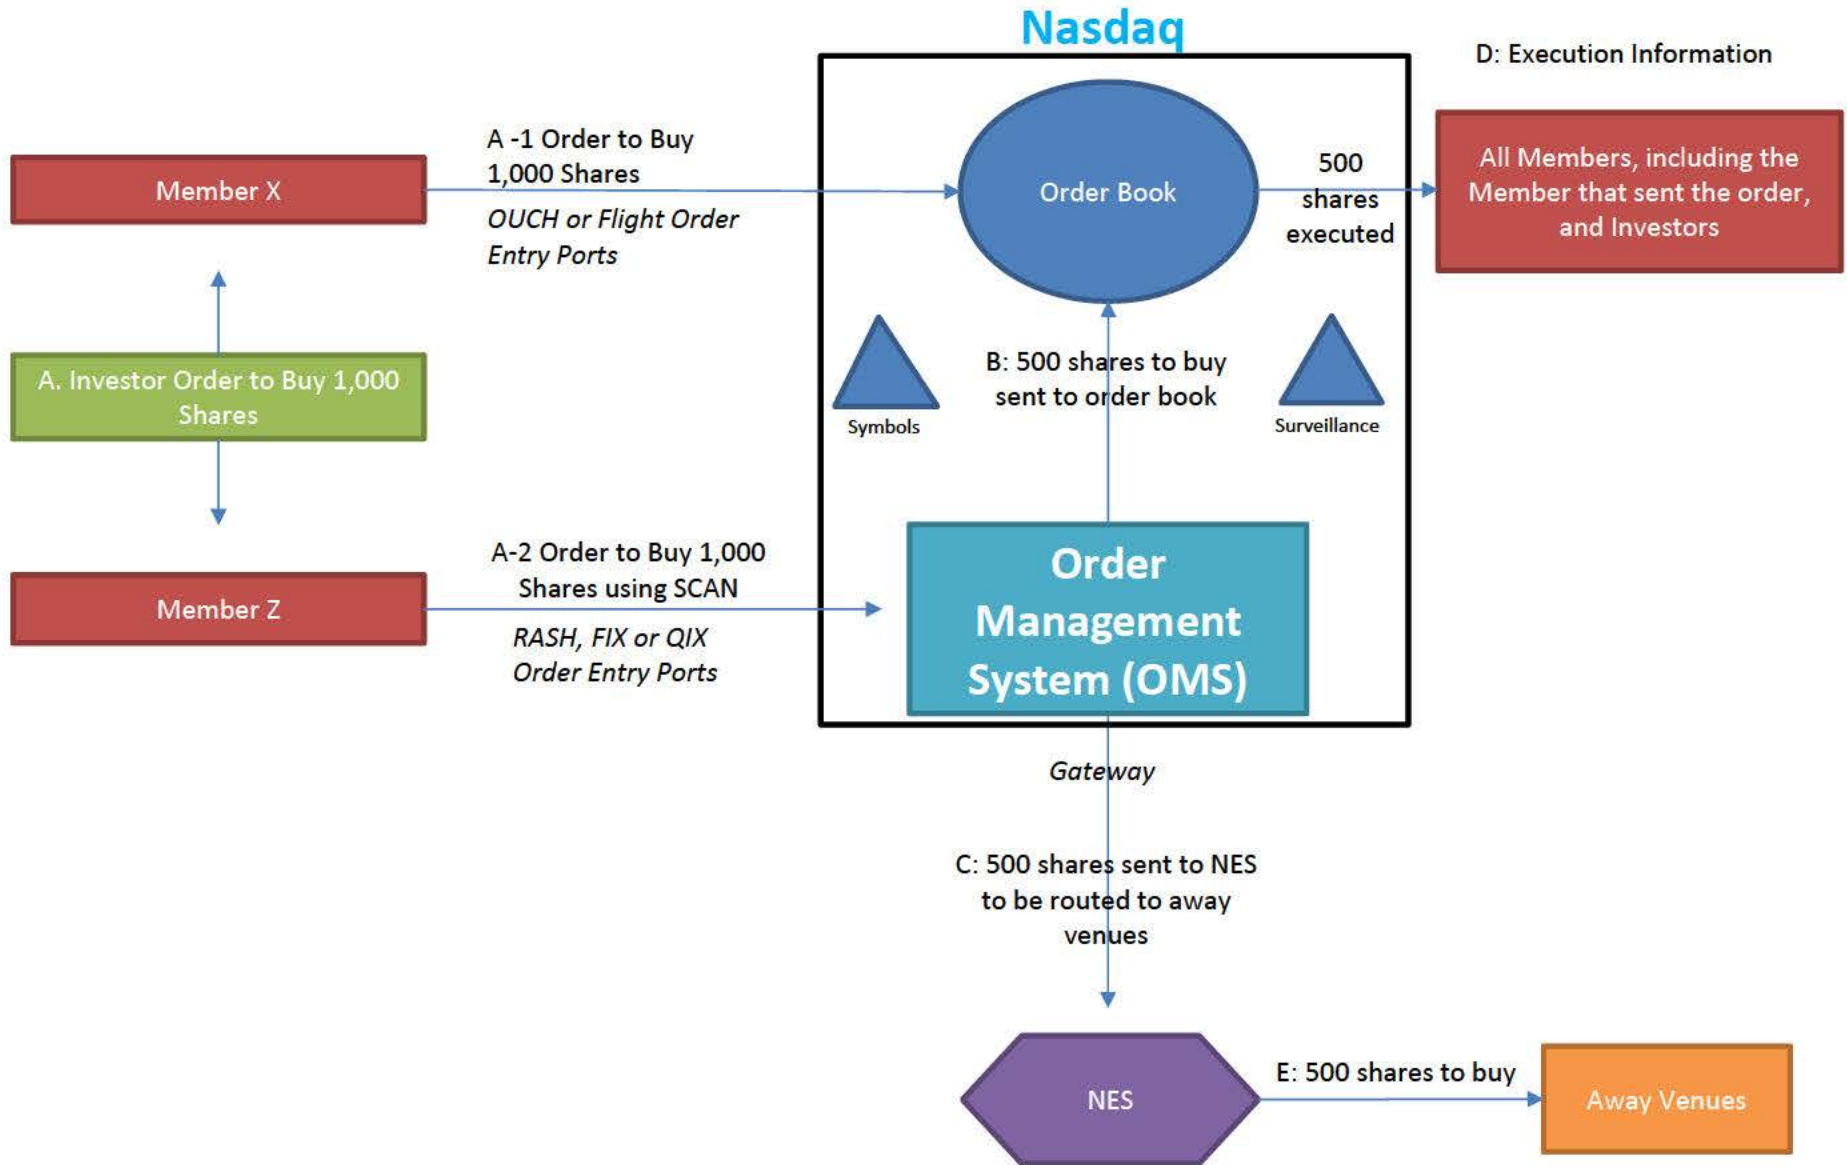 Nasdaq
D: Execution Information
A -1 Order to Buy
1,000 Shares
OUCH or Flight Order
Entry Ports
Member X
Order Book
500
shares
executed
All Members, including the
Member that sent the order,
and Investors
A. Investor Order to Buy 1,000
Shares
Symbols
B: 500 shares to buy
sent to order book
Surveillance
Member Z
A-2 Order to Buy 1,000
Shares using SCAN
RASH, FIX or QIX
Order Entry Ports
Order
Management
System (OMS)
Gateway
C: 500 shares sent to NES
to be routed to away
venues
NES
E: 500 shares to buy
Away Venues